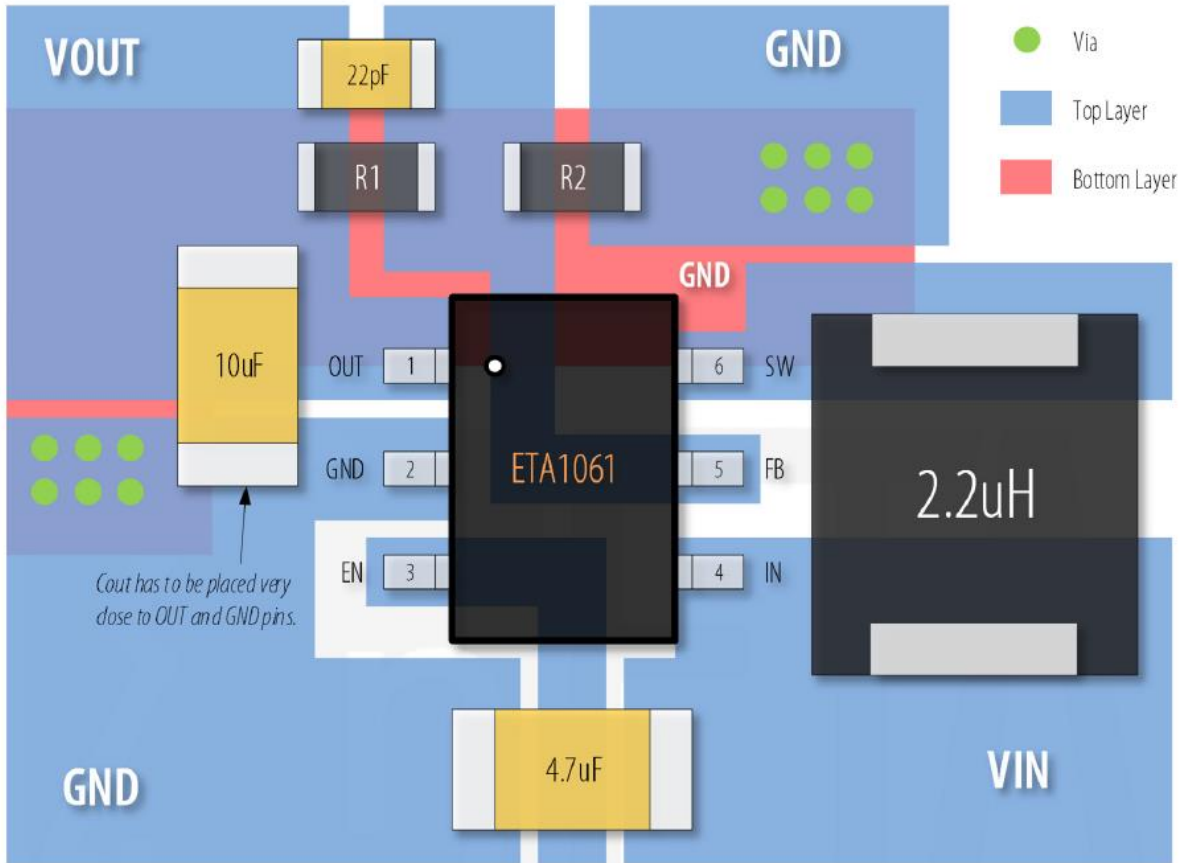 VOUT
22pF
GND
Via
Top Layer
Bottom Layer
R1
R2
GND
10uF
OUT
1
6
SW
GND
2
ETA1061
5
FB
2.2uH
EN
3
4
IN
Cout has to be placed very
close to OUT and GND pins.
GND
4.7uF
VIN